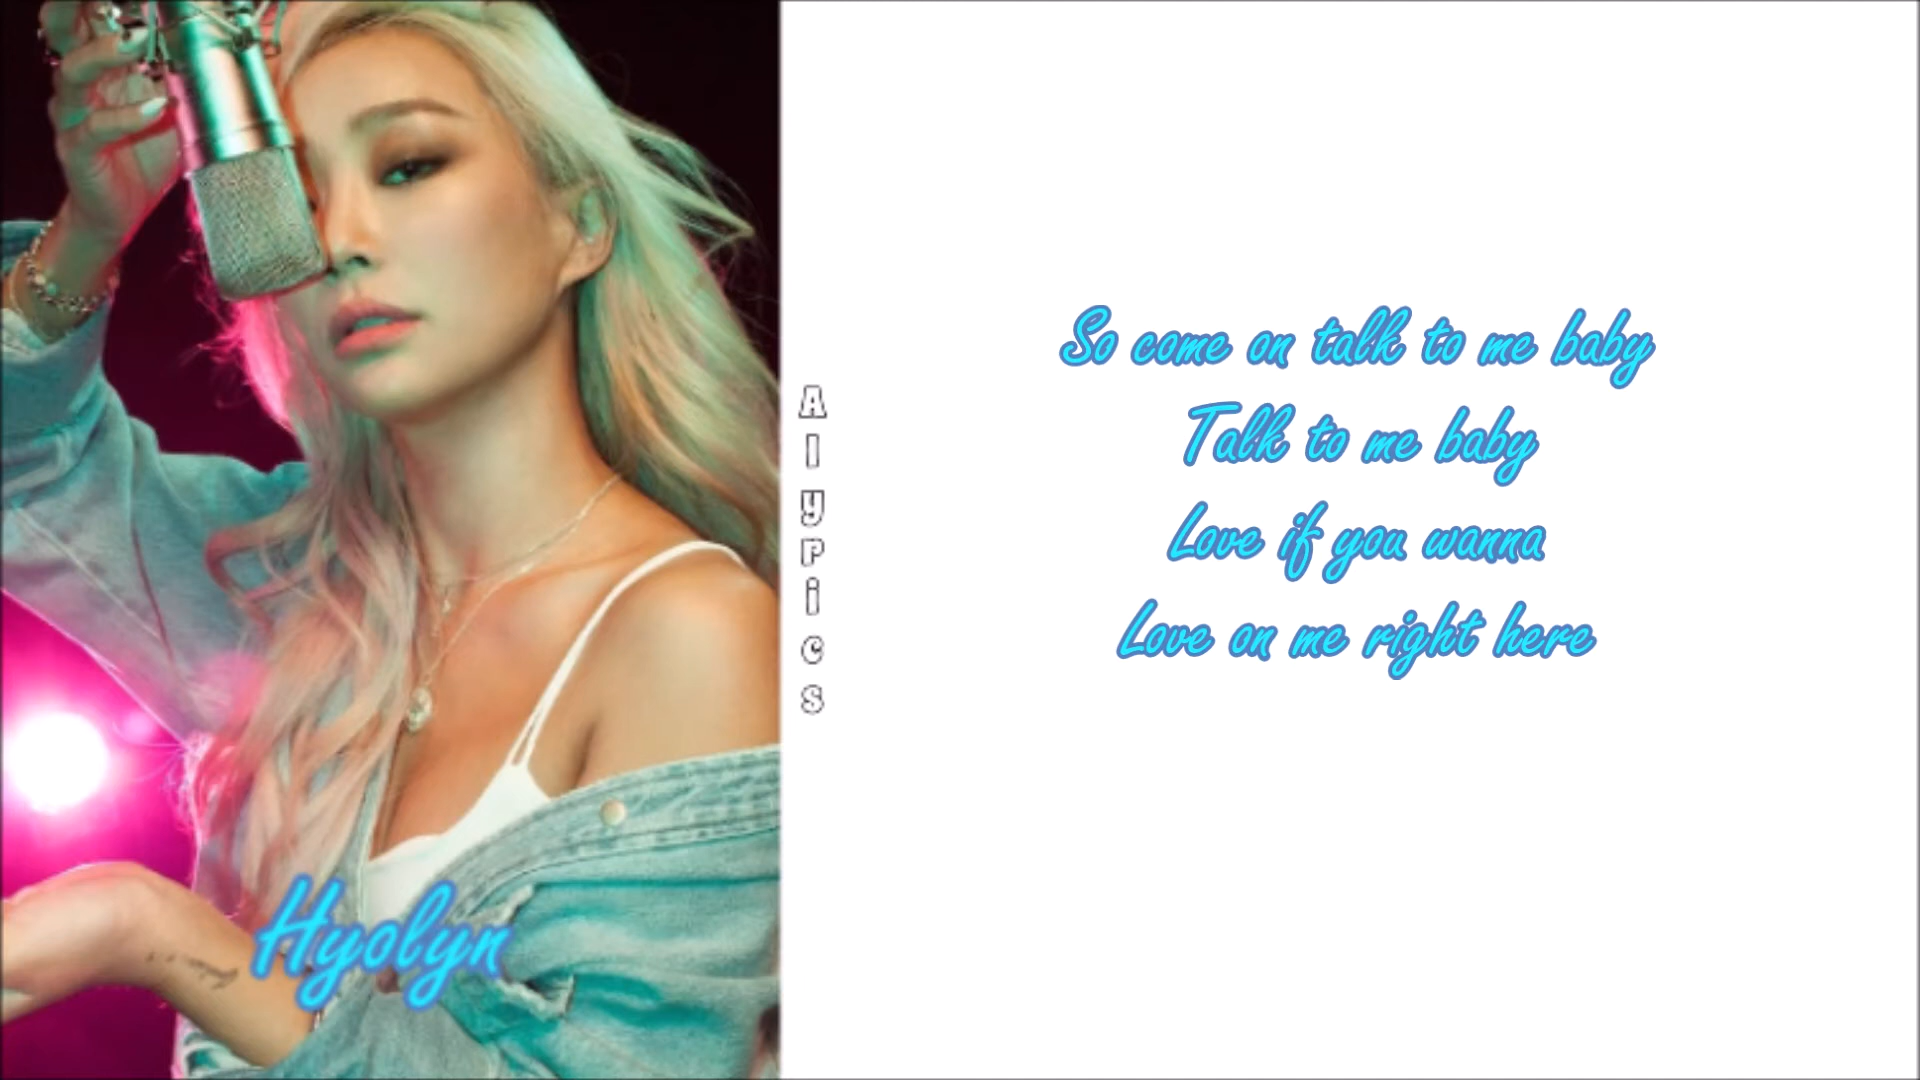 So come on talk to me baby
Talk to me baby
Love if you wanna
Love on me right here
AlyPics
Hyolyn